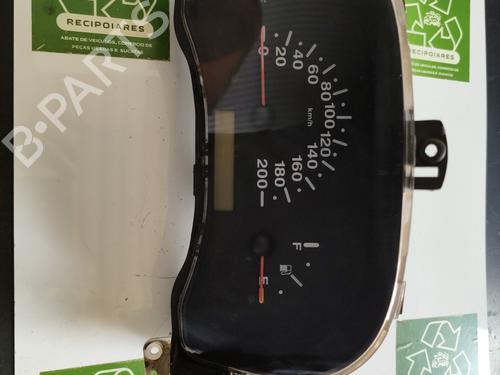 RECIPOIARES
ABATE DE VEÍCULOS, COMÉRCIO DE
PEÇAS USADAS E SUCATAS
B-PARTS
0
20
40
60
80
100
120
140
160
180
200
km/h
F
E